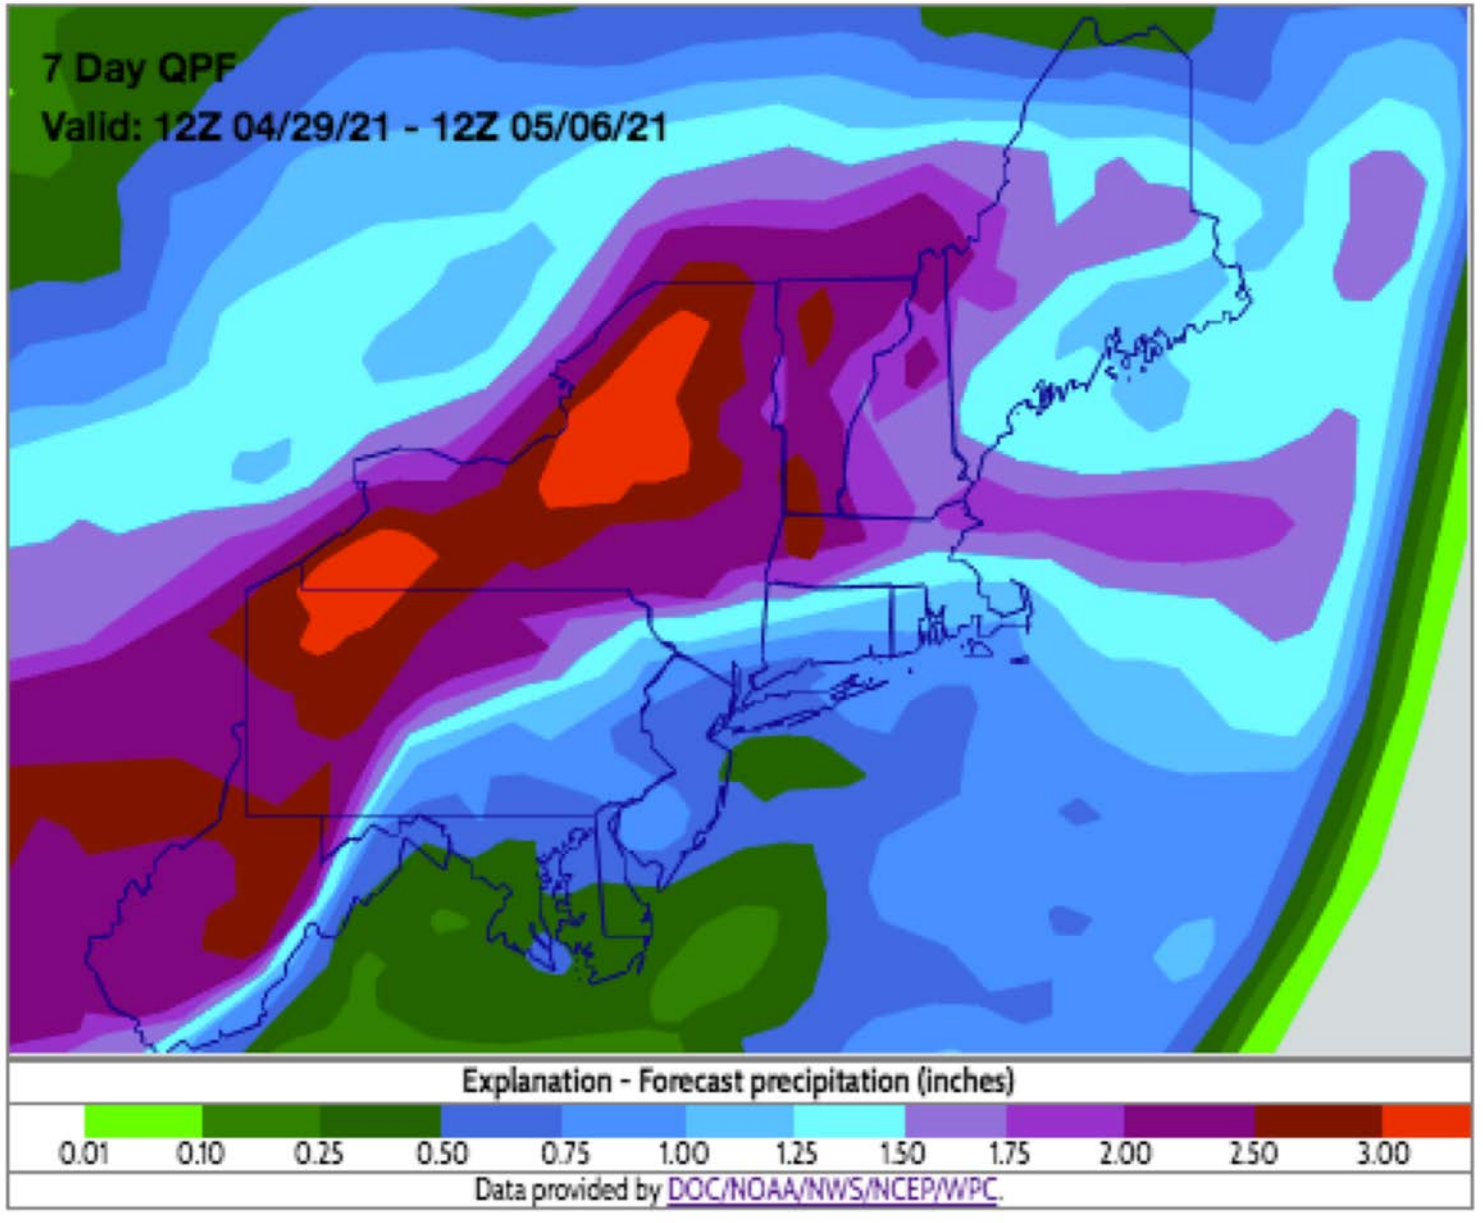 7 Day QPF
Valid: 12Z 04/29/21 - 12Z 05/06/21
Explanation - Forecast precipitation (inches)
0.01 0.10 0.25 0.50 0.75 1.00 1.25 1.50 1.75 2.00 2.50 3.00
Data provided by DOC/NOAA/NWS/NCEP/WPC.